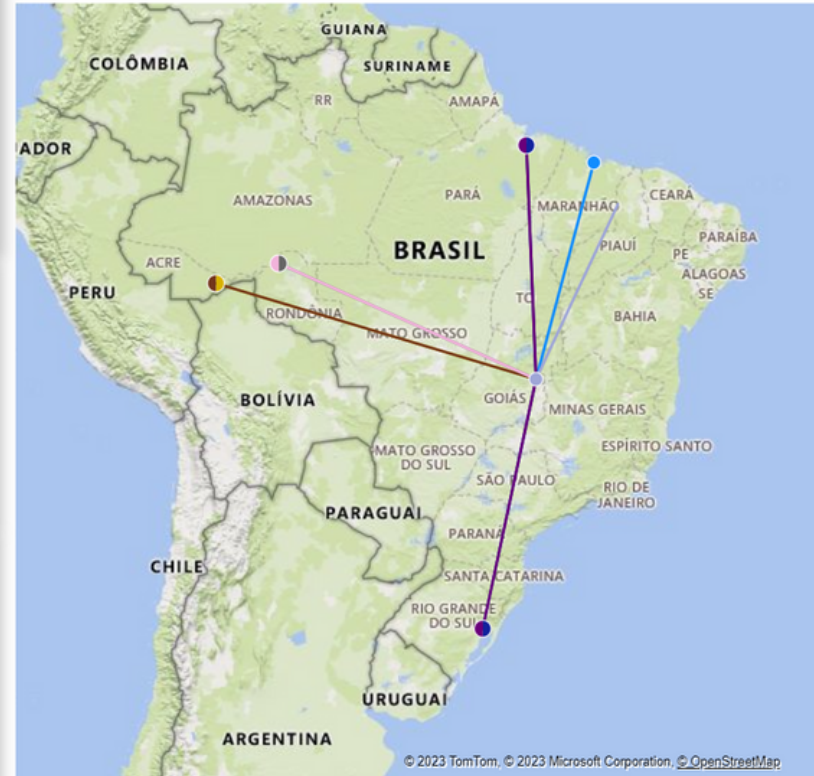 GUIANA
COLÔMBIA
SURINAME
RR
AMAPÁ
ADOR
AMAZONAS
PARÁ
MARANHÃO
CEARÁ
PARAÍBA
PIAUÍ
BRASIL
PE
ALAGOAS
ACRE
SE
PERU
TO
RONDÔNIA
BAHIA
MATO GROSSO
BOLÍVIA
GOIÁS
MINAS GERAIS
MATO GROSSO
DO SUL
ESPÍRITO SANTO
SÃO PAULO
RIO DE
JANEIRO
PARAGUAI
PARANÁ
CHILE
SANTA CATARINA
RIO GRANDE
DO SUL
URUGUAI
ARGENTINA
© 2023 TomTom, © 2023 Microsoft Corporation, © OpenStreetMap